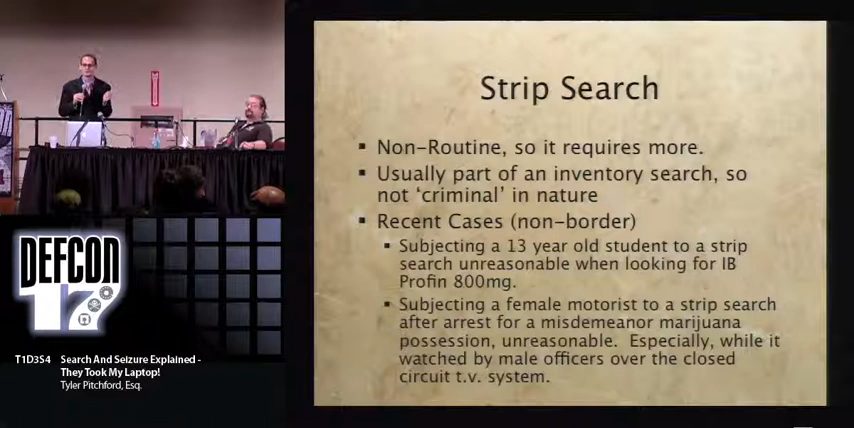 Strip Search
▪ Non-Routine, so it requires more.
▪ Usually part of an inventory search, so
not 'criminal' in nature
▪ Recent Cases (non-border)
▪ Subjecting a 13 year old student to a strip
search unreasonable when looking for IB
Profin 800mg.
▪ Subjecting a female motorist to a strip search
after arrest for a misdemeanor marijuana
possession, unreasonable. Especially, while it
watched by male officers over the closed
circuit t.v. system.
DEFCON
17
T1D3S4 Search And Seizure Explained -
They Took My Laptop!
Tyler Pitchford, Esq.